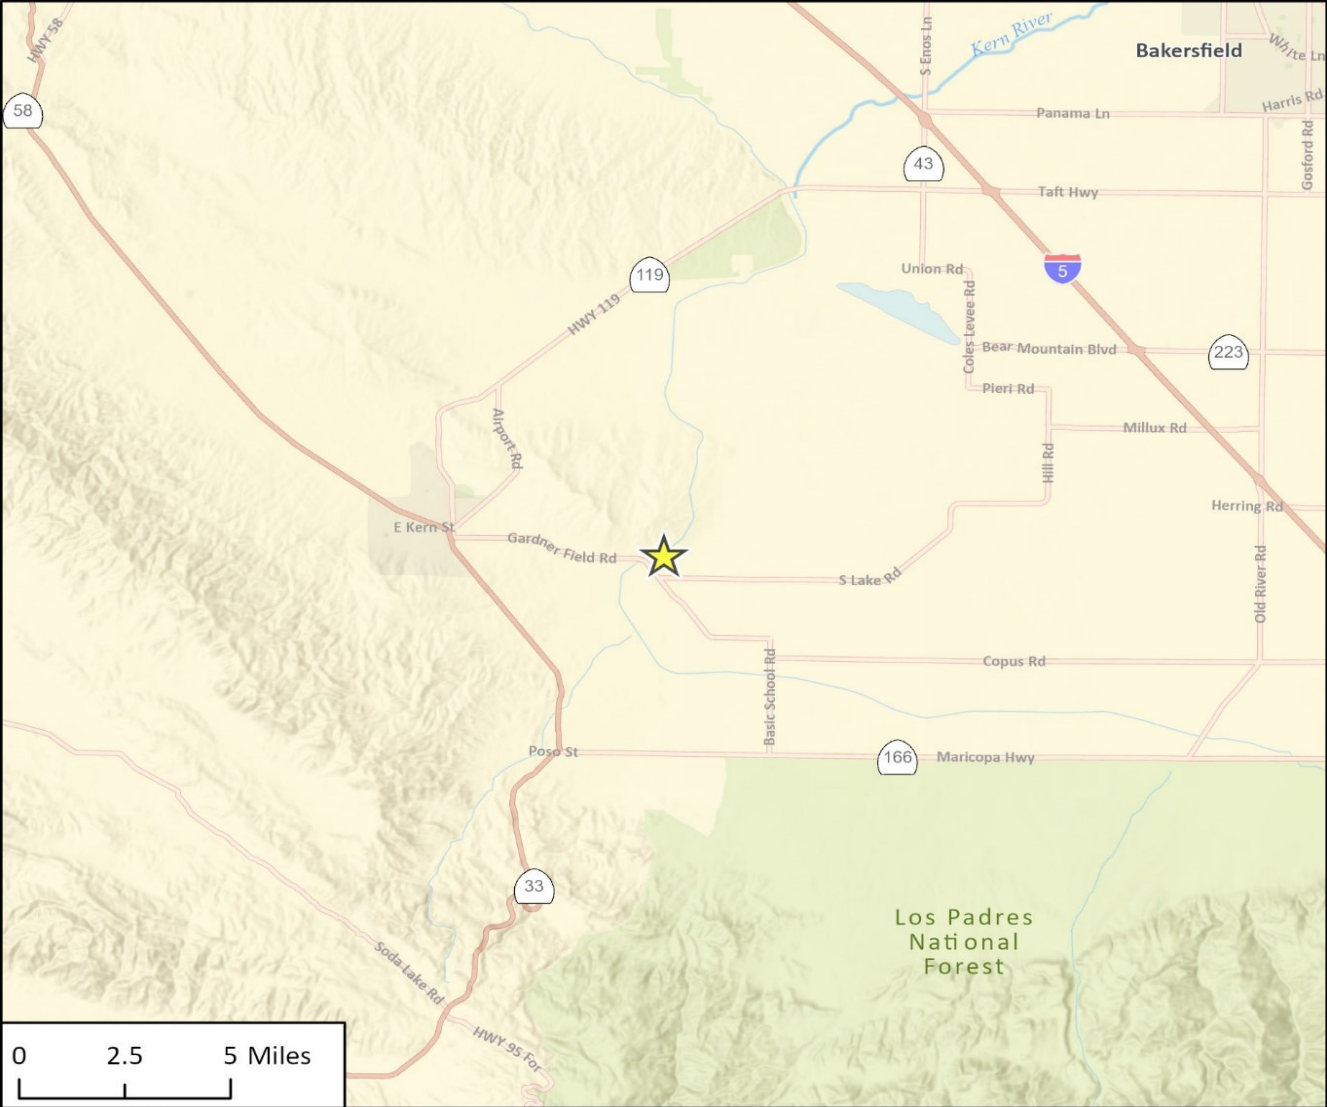 HWY 58
S Enos Ln
Kern River
Bakersfield
White Ln
Harris Rd
58
Panama Ln
Gosford Rd
43
Taft Hwy
119
Union Rd
5
HWY 119
Coles Levee Rd
Bear Mountain Blvd
223
Pieri Rd
Airport Rd
Millux Rd
Hill Rd
E Kern St
Herring Rd
Gardner Field Rd
S Lake Rd
Old River Rd
Copus Rd
Basic School Rd
Poso St
166
Maricopa Hwy
33
Los Padres
National
Forest
Soda Lake Rd
HWY 95 For
0 2.5 5 Miles